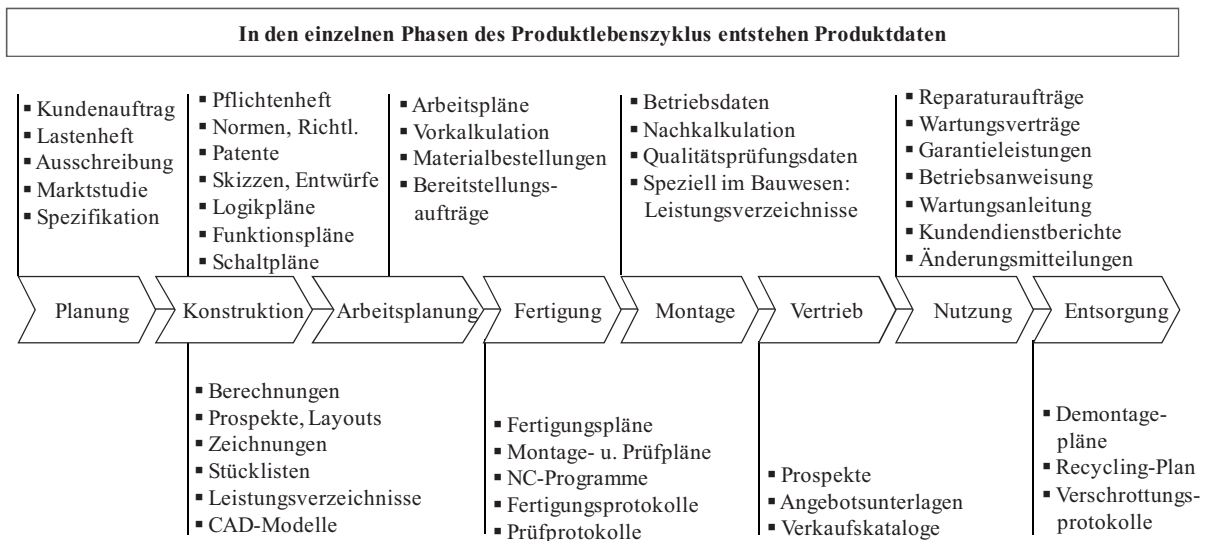 In den einzelnen Phasen des Produktlebenszyklus entstehen Produktdaten
▪ Kundenauftrag
▪ Lastenheft
▪ Ausschreibung
▪ Marktstudie
▪ Spezifikation
▪ Pflichtenheft
▪ Normen, Richtl.
▪ Patente
▪ Skizzen, Entwürfe
▪ Logikpläne
▪ Funktionspläne
▪ Schaltpläne
▪ Arbeitspläne
▪ Vorkalkulation
▪ Materialbestellungen
▪ Bereitstellungs-
aufträge
▪ Betriebsdaten
▪ Nachkalkulation
▪ Qualitätsprüfungsdaten
▪ Speziell im Bauwesen:
Leistungsverzeichnisse
▪ Reparaturaufträge
▪ Wartungsverträge
▪ Garantieleistungen
▪ Betriebsanweisung
▪ Wartungsanleitung
▪ Kundendienstberichte
▪ Änderungsmitteilungen
Planung
Konstruktion
Arbeitsplanung
Fertigung
Montage
Vertrieb
Nutzung
Entsorgung
▪ Berechnungen
▪ Prospekte, Layouts
▪ Zeichnungen
▪ Stücklisten
▪ Leistungsverzeichnisse
▪ CAD-Modelle
▪ Fertigungspläne
▪ Montage- u. Prüfpläne
▪ NC-Programme
▪ Fertigungsprotokolle
▪ Prüfprotokolle
▪ Prospekte
▪ Angebotsunterlagen
▪ Verkaufskataloge
▪ Demontage-
pläne
▪ Recycling-Plan
▪ Verschrottungs-
protokolle